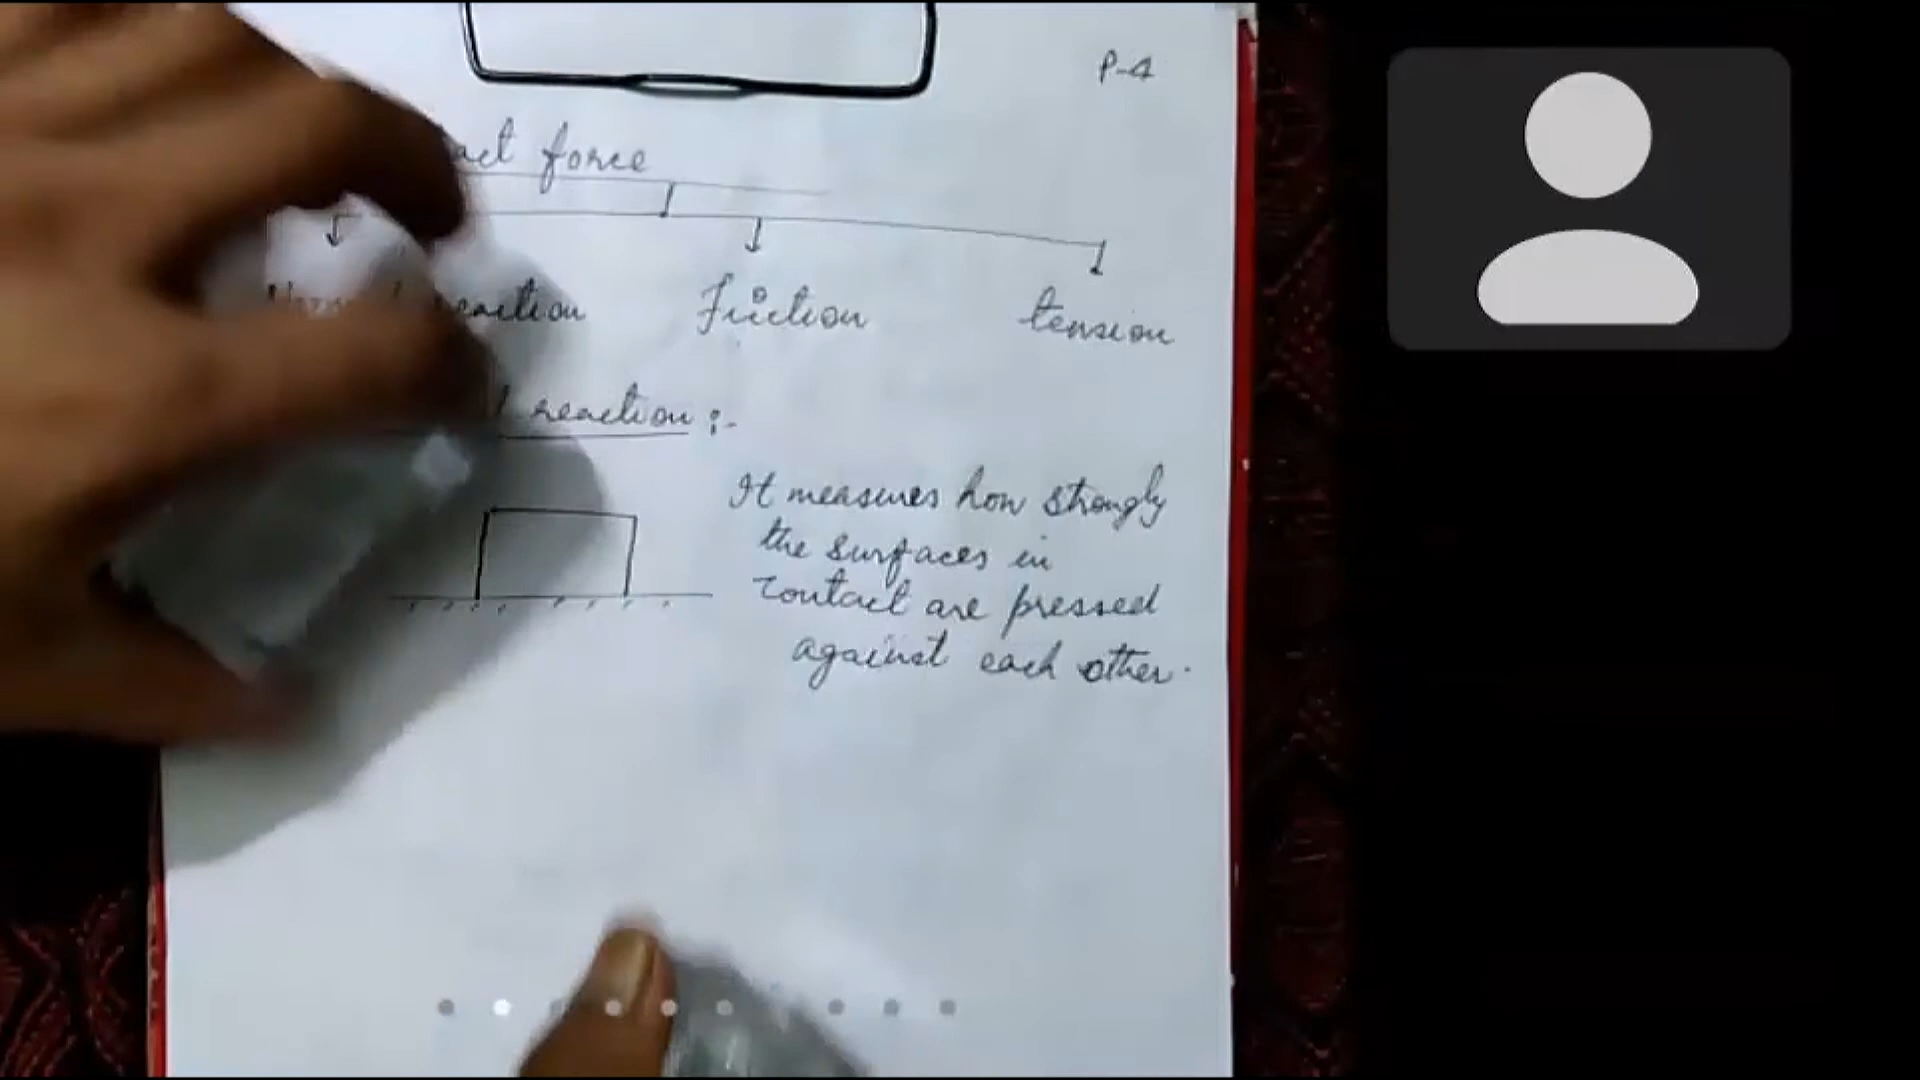 P-4
force
reaction Friction tension
reaction :-
It measures how strongly
the surfaces in
contact are pressed
against each other.